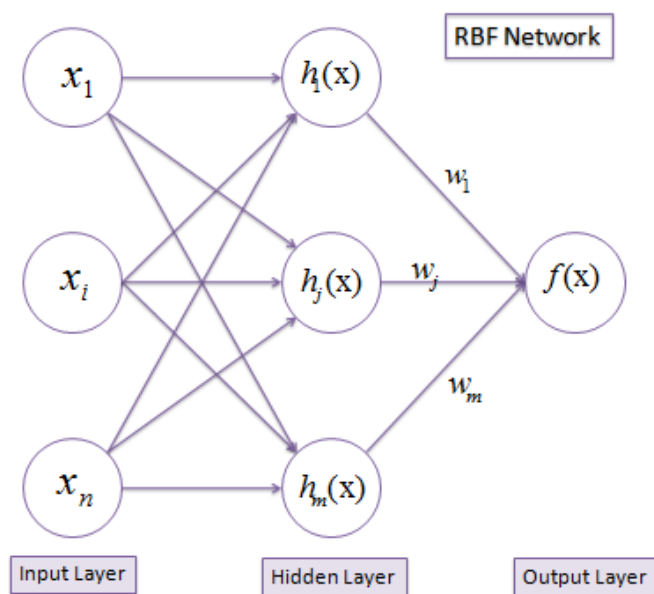 RBF Network
x₁
h₁(x)
w₁
xᵢ
hⱼ(x)
wⱼ
f(x)
wₘ
xₙ
hₘ(x)
Input Layer
Hidden Layer
Output Layer